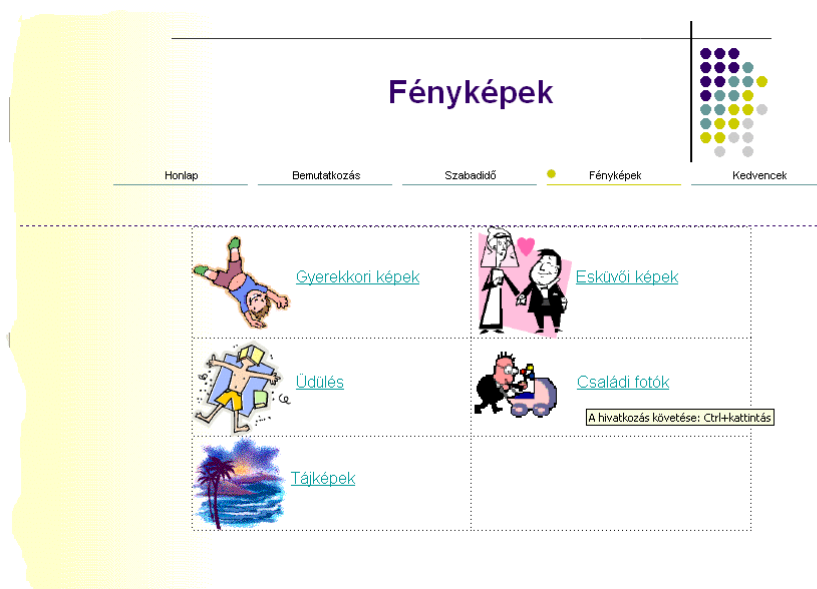 Fényképek
Honlap
Bemutatkozás
Szabadidő
Fényképek
Kedvencek
Gyerekkori képek
Esküvői képek
Üdülés
Családi fotók
A hivatkozás követése: Ctrl+kattintás
Tájképek